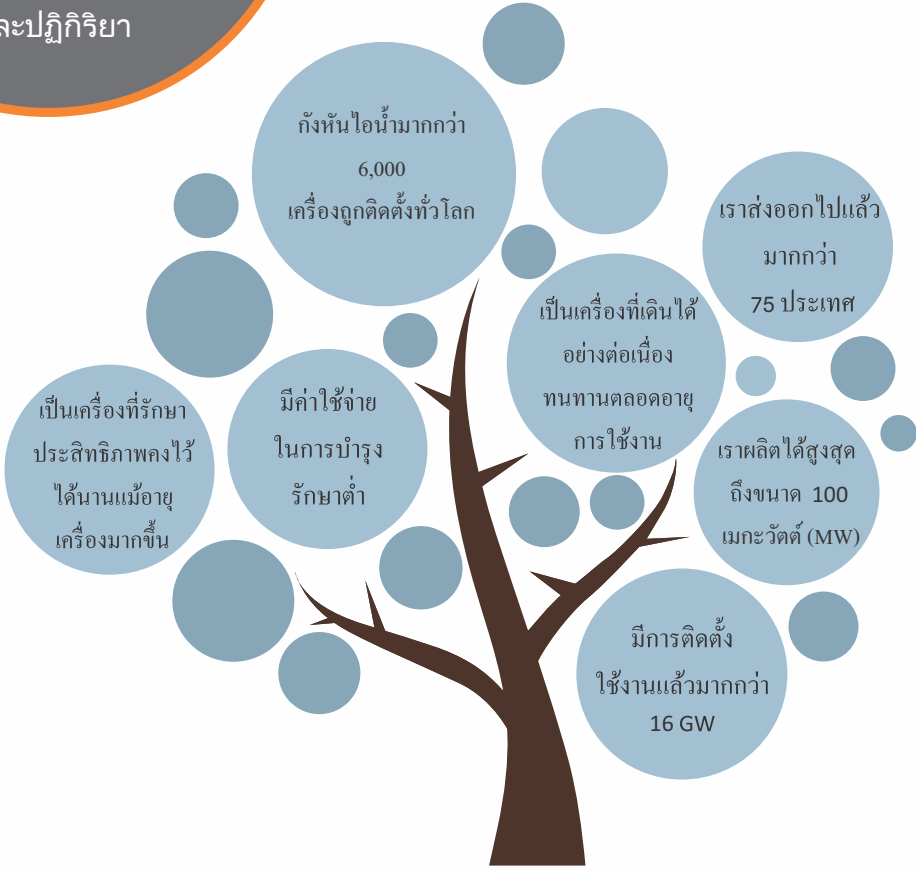 ละปฏิกิริยา
กังหันไอน้ำมากกว่า
6,000
เครื่องถูกติดตั้งทั่วโลก
เราส่งออกไปแล้ว
มากกว่า
75 ประเทศ
เป็นเครื่องที่เดินได้
อย่างต่อเนื่อง
ทนทานตลอดอายุ
การใช้งาน
มีค่าใช้จ่าย
ในการบำรุง
รักษาต่ำ
เป็นเครื่องที่รักษา
ประสิทธิภาพคงไว้
ได้นานแม้อายุ
เครื่องมากขึ้น
เราผลิตได้สูงสุด
ถึงขนาด 100
เมกะวัตต์ (MW)
มีการติดตั้ง
ใช้งานแล้วมากกว่า
16 GW